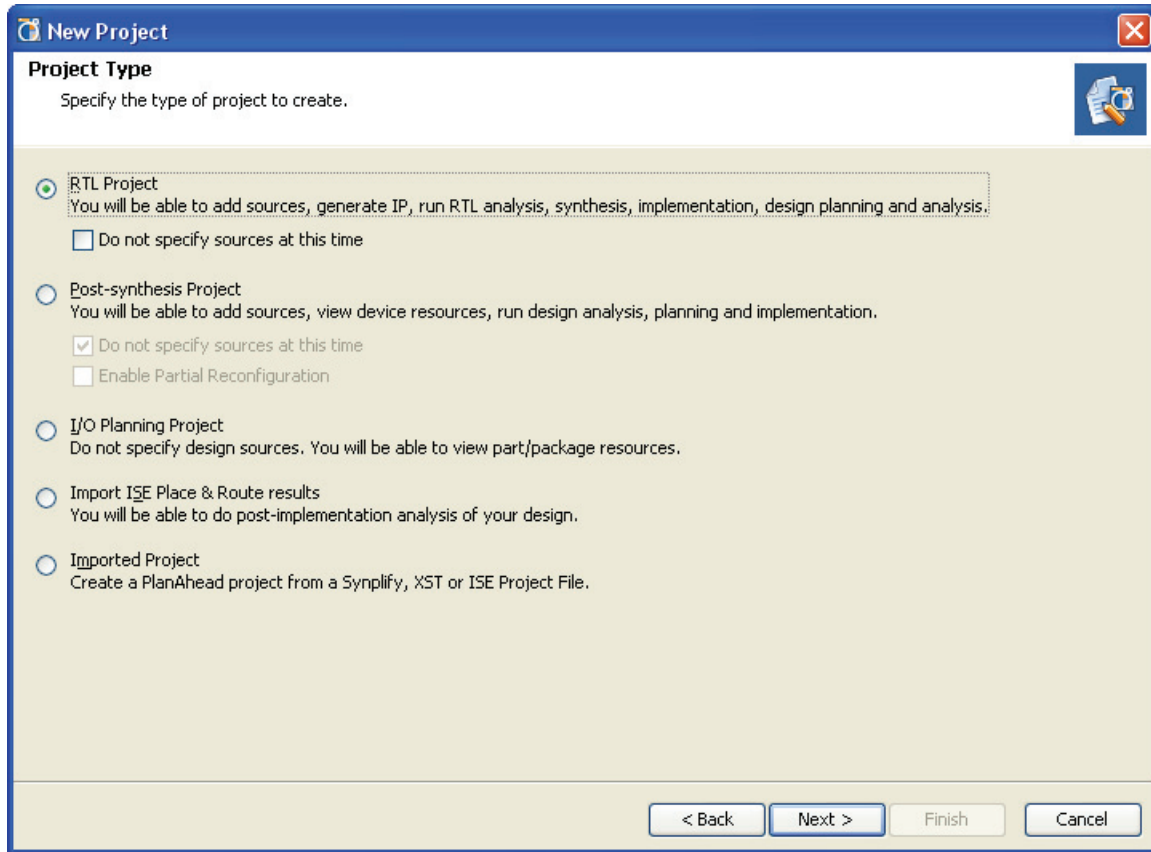 New Project
Project Type
Specify the type of project to create.
RTL Project
You will be able to add sources, generate IP, run RTL analysis, synthesis, implementation, design planning and analysis.
Do not specify sources at this time
Post-synthesis Project
You will be able to add sources, view device resources, run design analysis, planning and implementation.
Do not specify sources at this time
Enable Partial Reconfiguration
I/O Planning Project
Do not specify design sources. You will be able to view part/package resources.
Import ISE Place & Route results
You will be able to do post-implementation analysis of your design.
Imported Project
Create a PlanAhead project from a Synplify, XST or ISE Project File.
< Back Next > Finish Cancel